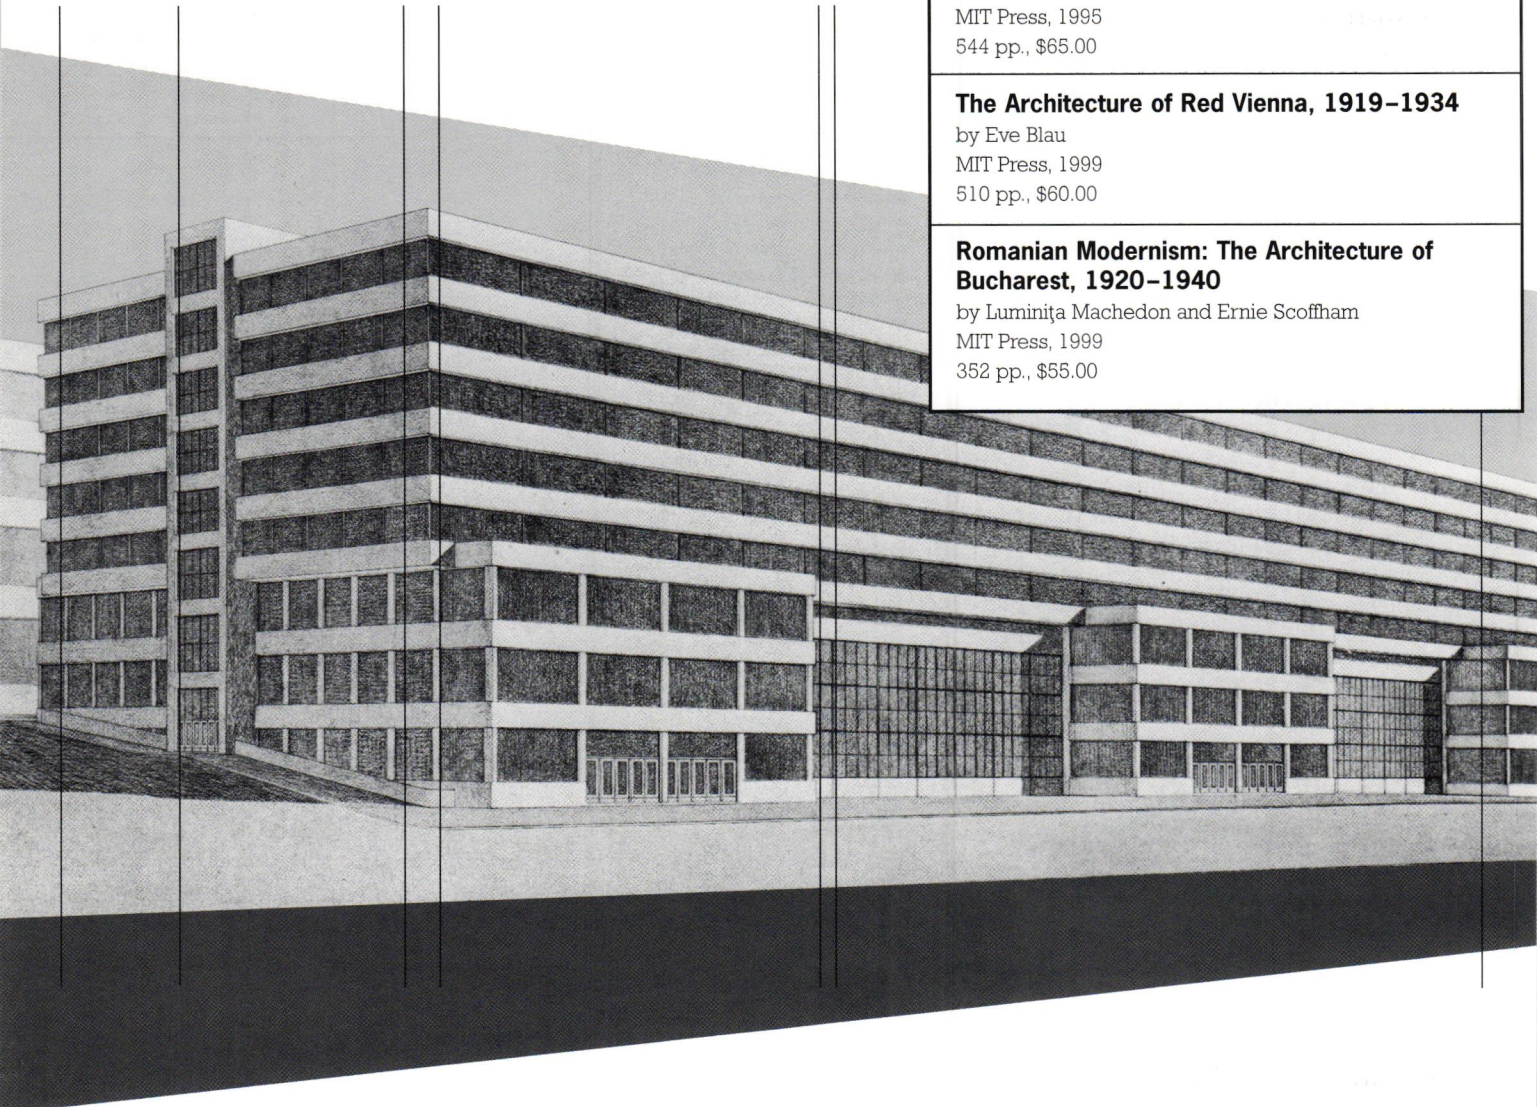 MIT Press, 1995
544 pp., $65.00
The Architecture of Red Vienna, 1919–1934
by Eve Blau
MIT Press, 1999
510 pp., $60.00
Romanian Modernism: The Architecture of
Bucharest, 1920–1940
by Luminiţa Machedon and Ernie Scoffham
MIT Press, 1999
352 pp., $55.00